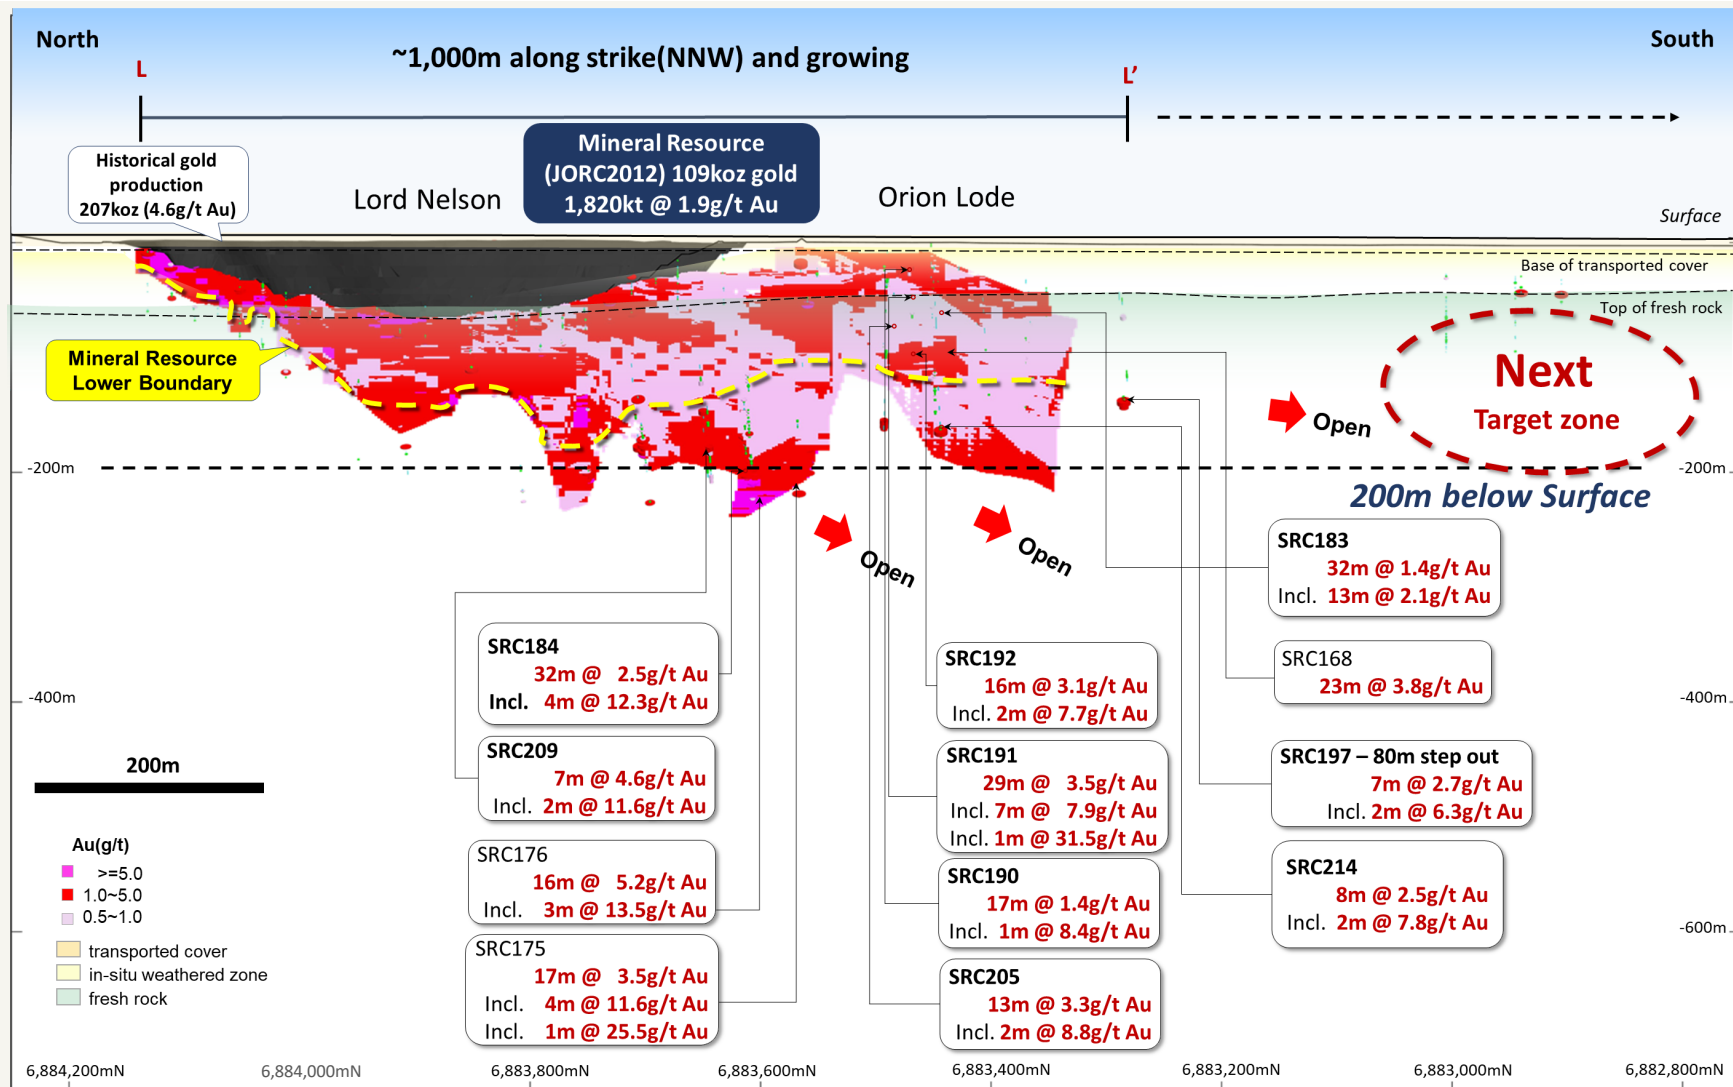 North
~1,000m along strike(NNW) and growing
South
L
L’
Historical gold
production
207koz (4.6g/t Au)
Lord Nelson
Mineral Resource
(JORC2012) 109koz gold
1,820kt @ 1.9g/t Au
Orion Lode
Surface
Base of transported cover
Top of fresh rock
Mineral Resource
Lower Boundary
Next
Target zone
Open
-200m
-200m
200m below Surface
Open
Open
SRC183
32m @ 1.4g/t Au
Incl. 13m @ 2.1g/t Au
SRC184
32m @ 2.5g/t Au
Incl. 4m @ 12.3g/t Au
SRC192
16m @ 3.1g/t Au
Incl. 2m @ 7.7g/t Au
SRC168
23m @ 3.8g/t Au
-400m
-400m
SRC209
7m @ 4.6g/t Au
Incl. 2m @ 11.6g/t Au
SRC191
29m @ 3.5g/t Au
Incl. 7m @ 7.9g/t Au
Incl. 1m @ 31.5g/t Au
SRC197 – 80m step out
7m @ 2.7g/t Au
Incl. 2m @ 6.3g/t Au
200m
SRC176
16m @ 5.2g/t Au
Incl. 3m @ 13.5g/t Au
SRC190
17m @ 1.4g/t Au
Incl. 1m @ 8.4g/t Au
SRC214
8m @ 2.5g/t Au
Incl. 2m @ 7.8g/t Au
-600m
SRC175
17m @ 3.5g/t Au
Incl. 4m @ 11.6g/t Au
Incl. 1m @ 25.5g/t Au
SRC205
13m @ 3.3g/t Au
Incl. 2m @ 8.8g/t Au
Au(g/t)
>=5.0
1.0~5.0
0.5~1.0
transported cover
in-situ weathered zone
fresh rock
6,884,200mN
6,884,000mN
6,883,800mN
6,883,600mN
6,883,400mN
6,883,200mN
6,883,000mN
6,882,800mN